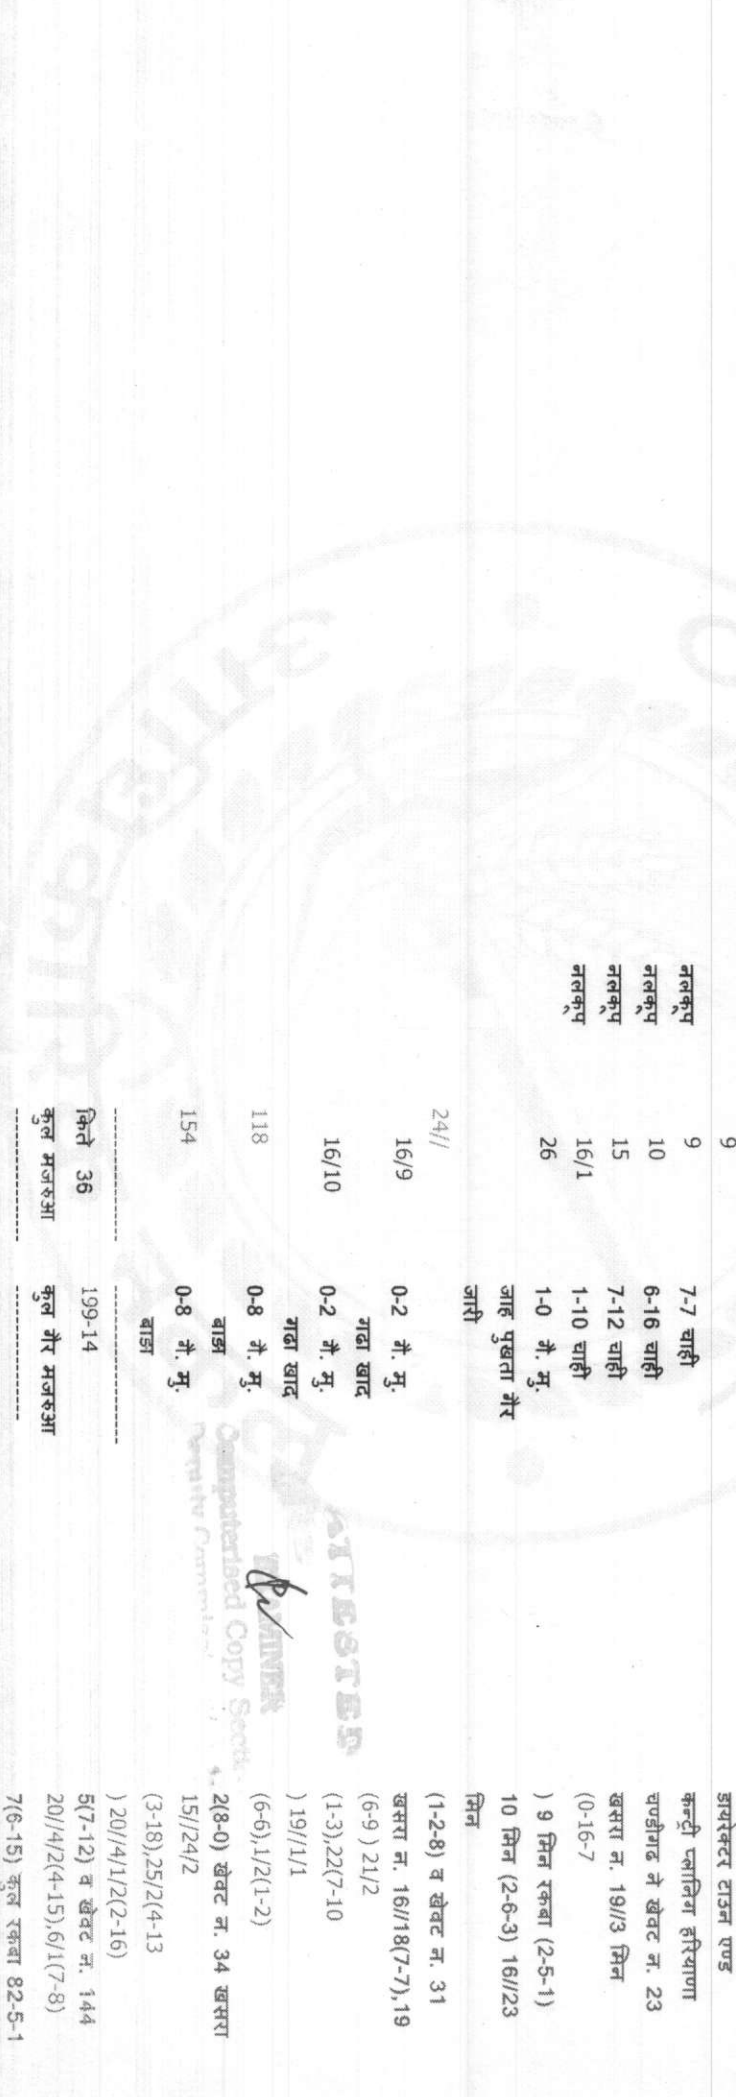 9 डायरेक्टर टाउन एण्ड
नलकूप 9 7-7 चाही कन्ट्री प्लानिग हरियाणा
नलकूप 10 6-16 चाही चण्डीगढ ने खेवट न. 23
नलकूप 15 7-12 चाही खसरा न. 19//3 मिन
नलकूप 16/1 1-10 चाही (0-16-7
26 1-0 गै. मु. ) 9 मिन रकबा (2-5-1)
जाह पुखता गैर 10 मिन (2-6-3) 16//23
जारी मिन
24// (1-2-8) व खेवट न. 31
16/9 0-2 गै. मु. खसरा न. 16//18(7-7),19
गढा खाद (6-9 ) 21/2
16/10 0-2 गै. मु. (1-3),22(7-10
गढा खाद ) 19//1/1
118 0-8 गै. मु. (6-6),1/2(1-2)
बाडा 2(8-0) खेवट न. 34 खसरा
154 0-8 गै. मु. 15//24/2
बाडा (3-18),25/2(4-13
-------------------- -------------------- ) 20//4/1/2(2-16)
किते 36 199-14 5(7-12) व खेवट न. 144
कुल मजरुआ कुल गैर मजरुआ 20//4/2(4-15),6/1(7-8)
-------------------- -------------------- 7(6-15) कुल रकबा 82-5-1
ATTESTED
EXAMINER
Computerised Copy Secti